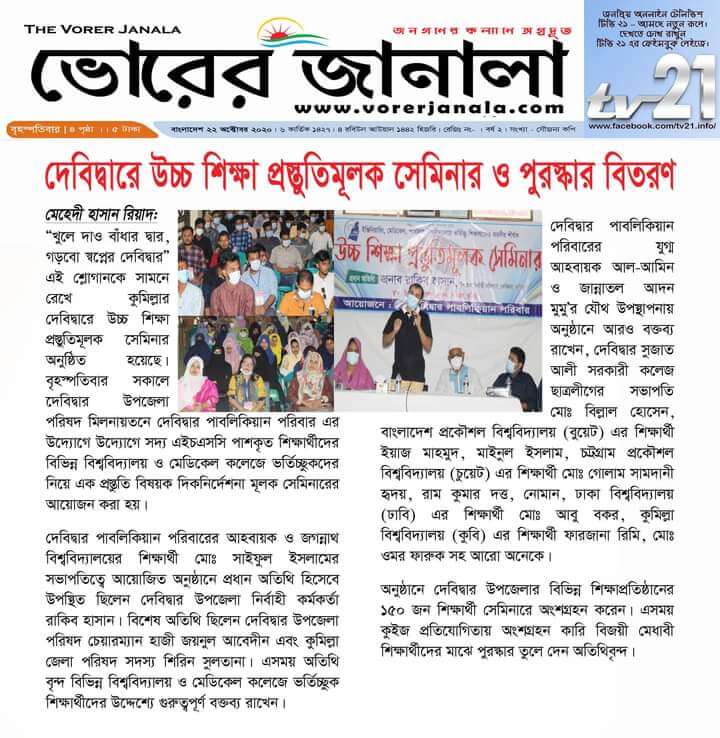 THE VORER JANALA
জনগনের কল্যানে অগ্রদূত
ভোরের জানালা
www.vorerjanala.com
জনপ্রিয় অনলাইন টেলিভিশন
টিভি ২১ - আসছে নতুন রূপে।
দেখতে চোখ রাখুন
টিভি ২১ এর ফেইসবুক পেইজে।
tv21
www.facebook.com/tv21.info/
বৃহস্পতিবার | ৪ পৃষ্ঠা ।। ৫ টাকা
বাংলাদেশ ২২ অক্টোবর ২০২০ । ৬ কার্তিক ১৪২৭ । ৪ রবিউল আউয়াল ১৪৪২ হিজরি । রেজিঃ নং- । বর্ষ ২ । সংখ্যা - সৌজন্য কপি
দেবিদ্বারে উচ্চ শিক্ষা প্রস্তুতিমূলক সেমিনার ও পুরস্কার বিতরণ
মেহেদী হাসান রিয়াদ:
“খুলে দাও বাঁধার দ্বার,
গড়বো স্বপ্নের দেবিদ্বার”
এই শ্লোগানকে সামনে
রেখে কুমিল্লার
দেবিদ্বারে উচ্চ শিক্ষা
প্রস্তুতিমূলক সেমিনার
অনুষ্ঠিত হয়েছে।
বৃহস্পতিবার সকালে
দেবিদ্বার উপজেলা
পরিষদ মিলনায়তনে দেবিদ্বার পাবলিকিয়ান পরিবার এর
উদ্যোগে উদ্যোগে সদ্য এইচএসসি পাশকৃত শিক্ষার্থীদের
বিভিন্ন বিশ্ববিদ্যালয় ও মেডিকেল কলেজে ভর্তিচ্ছুকদের
নিয়ে এক প্রস্তুতি বিষয়ক দিকনির্দেশনা মূলক সেমিনারের
আয়োজন করা হয়।
দেবিদ্বার পাবলিকিয়ান পরিবারের আহবায়ক ও জগন্নাথ
বিশ্ববিদ্যালয়ের শিক্ষার্থী মোঃ সাইফুল ইসলামের
সভাপতিত্বে আয়োজিত অনুষ্ঠানে প্রধান অতিথি হিসেবে
উপস্থিত ছিলেন দেবিদ্বার উপজেলা নির্বাহী কর্মকর্তা
রাকিব হাসান। বিশেষ অতিথি ছিলেন দেবিদ্বার উপজেলা
পরিষদ চেয়ারম্যান হাজী জয়নুল আবেদীন এবং কুমিল্লা
জেলা পরিষদ সদস্য শিরিন সুলতানা। এসময় অতিথি
বৃন্দ বিভিন্ন বিশ্ববিদ্যালয় ও মেডিকেল কলেজে ভর্তিচ্ছুক
শিক্ষার্থীদের উদ্দেশ্যে গুরুত্বপূর্ণ বক্তব্য রাখেন।
উচ্চ শিক্ষা প্রস্তুতিমূলক সেমিনার
প্রধান অতিথি
জনাব রাকিব হাসান,
আয়োজনে :
দ্বার পাবলিকিয়ান পরিবার
দেবিদ্বার পাবলিকিয়ান
পরিবারের যুগ্ম
আহবায়ক আল-আমিন
ও জান্নাতল আদন
মুমু'র যৌথ উপস্থাপনায়
অনুষ্ঠানে আরও বক্তব্য
রাখেন, দেবিদ্বার সুজাত
আলী সরকারী কলেজ
ছাত্রলীগের সভাপতি
মোঃ বিল্লাল হোসেন,
বাংলাদেশ প্রকৌশল বিশ্ববিদ্যালয় (বুয়েট) এর শিক্ষার্থী
ইয়াজ মাহমুদ, মাইনুল ইসলাম, চট্টগ্রাম প্রকৌশল
বিশ্ববিদ্যালয় (চুয়েট) এর শিক্ষার্থী মোঃ গোলাম সামদানী
হৃদয়, রাম কুমার দত্ত, নোমান, ঢাকা বিশ্ববিদ্যালয়
(ঢাবি) এর শিক্ষার্থী মোঃ আবু বকর, কুমিল্লা
বিশ্ববিদ্যালয় (কুবি) এর শিক্ষার্থী ফারজানা রিমি, মোঃ
ওমর ফারুক সহ আরো অনেকে।
অনুষ্ঠানে দেবিদ্বার উপজেলার বিভিন্ন শিক্ষাপ্রতিষ্ঠানের
১৫০ জন শিক্ষার্থী সেমিনারে অংশগ্রহন করেন। এসময়
কুইজ প্রতিযোগিতায় অংশগ্রহন কারি বিজয়ী মেধাবী
শিক্ষার্থীদের মাঝে পুরস্কার তুলে দেন অতিথিবৃন্দ।